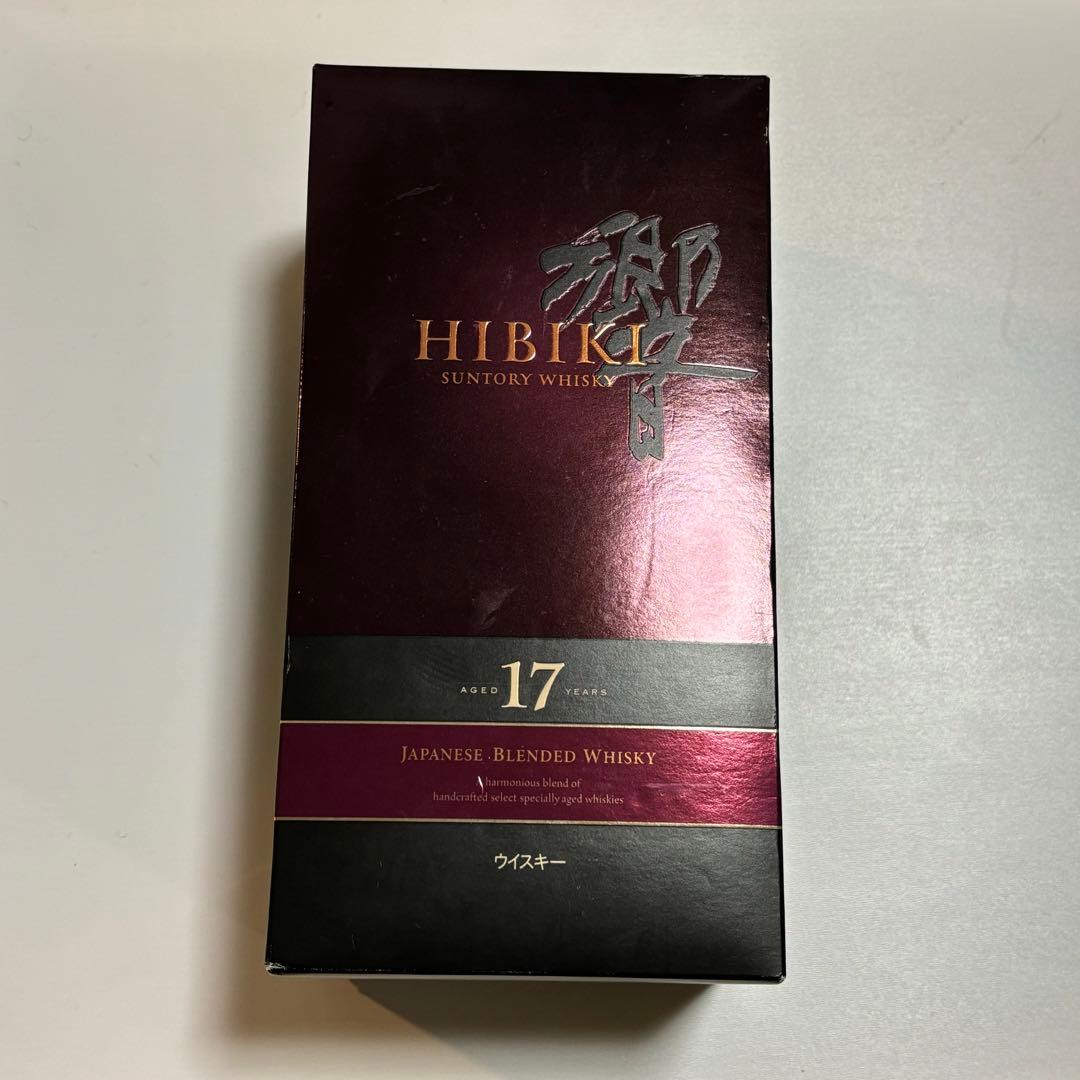 響
HIBIKI
SUNTORY WHISKY
AGED 17 YEARS
JAPANESE BLENDED WHISKY
A harmonious blend of
handcrafted select specially aged whiskies
ウイスキー